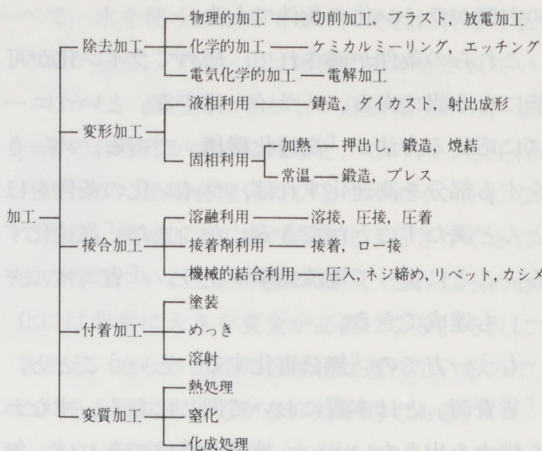 物理的加工 切削加工, ブラスト, 放電加工
除去加工 化学的加工 ケミカルミーリング, エッチング
電気化学的加工 電解加工
液相利用 鋳造, ダイカスト, 射出成形
変形加工 加熱 押出し, 鍛造, 焼結
固相利用
常温 鍛造, プレス
加工 溶融利用 溶接, 圧接, 圧着
接合加工 接着剤利用 接着, ロー接
機械的結合利用 圧入, ネジ締め, リベット, カシメ
塗装
付着加工 めっき
溶射
熱処理
変質加工 窒化
化成処理